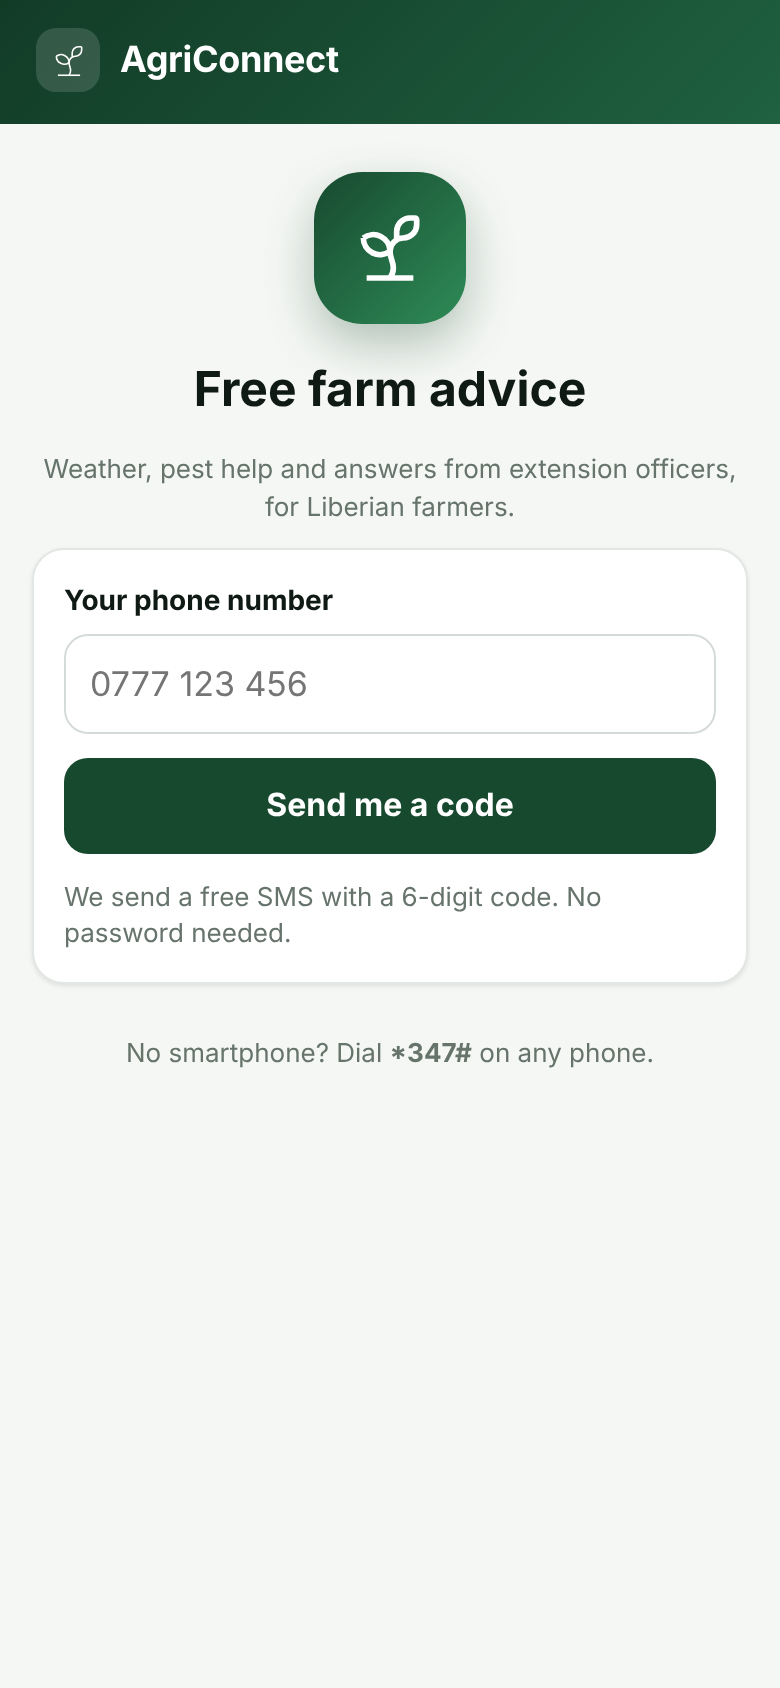 AgriConnect
Free farm advice
Weather, pest help and answers from extension officers,
for Liberian farmers.
Your phone number
0777 123 456
Send me a code
We send a free SMS with a 6-digit code. No
password needed.
No smartphone? Dial *347# on any phone.